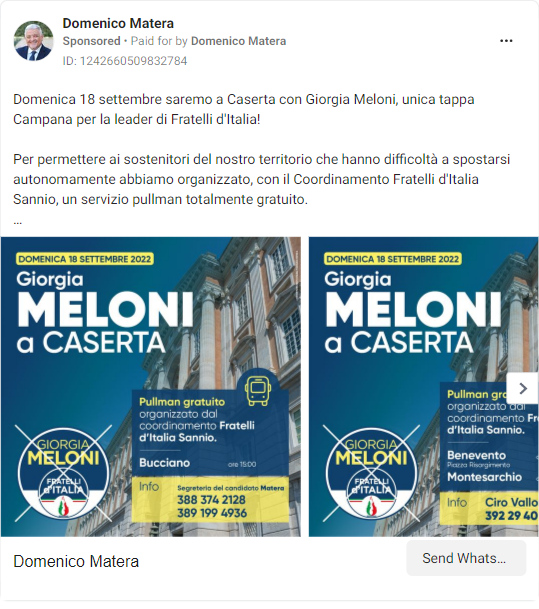 Domenico Matera
Sponsored • Paid for by Domenico Matera
ID: 1242660509832784
Domenica 18 settembre saremo a Caserta con Giorgia Meloni, unica tappa
Campana per la leader di Fratelli d'Italia!
Per permettere ai sostenitori del nostro territorio che hanno difficoltà a spostarsi
autonomamente abbiamo organizzato, con il Coordinamento Fratelli d'Italia
Sannio, un servizio pullman totalmente gratuito.
...
DOMENICA 18 SETTEMBRE 2022
Giorgia
MELONI
a CASERTA
Pullman gratuito
organizzato dal
coordinamento Fratelli
d'Italia Sannio.
Bucciano ore 15:00
Info Segreteria del candidato Matera
388 374 2128
389 199 4936
GIORGIA
MELONI
FRATELLI
d'ITALIA
DOMENICA 18 SETTEMBRE 2022
Giorgia
MELONI
a CASERTA
Pullman gra
organizzato dal
coordinamento Fra
d'Italia Sannio.
Benevento
Piazza Risorgimento
Montesarchio
Info Ciro Vallo
392 29 40
GIORGIA
MELONI
FRATELLI
d'ITALIA
Domenico Matera
Send Whats...